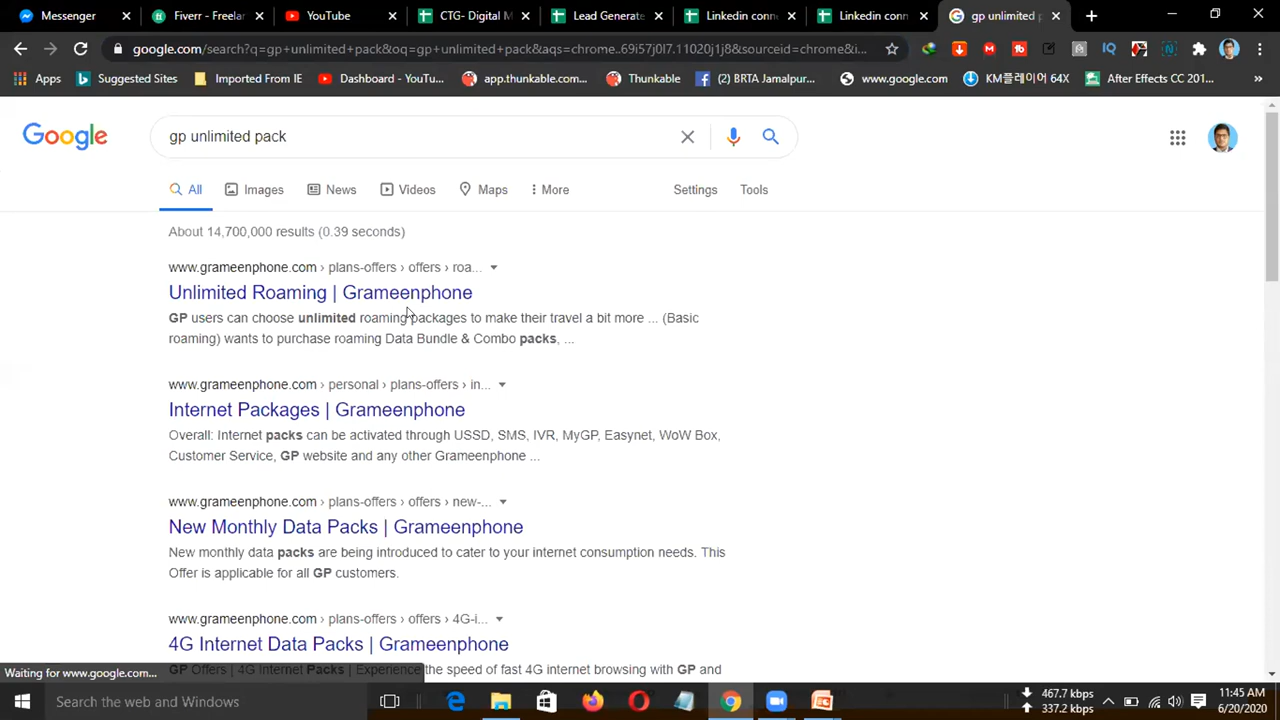 Messenger
Fiverr - Freelan
YouTube
CTG- Digital M
Lead Generate
Linkedin conn
Linkedin conn
gp unlimited p
google.com/search?q=gp+unlimited+pack&oq=gp+unlimited+pack&aqs=chrome..69i57j0l7.11020j1j8&sourceid=chrome&i...
Apps
Suggested Sites
Imported From IE
Dashboard - YouTu...
app.thunkable.com...
Thunkable
(2) BRTA Jamalpur...
www.google.com
KM플레이어 64X
After Effects CC 201...
»
Google
gp unlimited pack
All
Images
News
Videos
Maps
More
Settings
Tools
About 14,700,000 results (0.39 seconds)
www.grameenphone.com › plans-offers › offers › roa...
Unlimited Roaming | Grameenphone
GP users can choose unlimited roaming packages to make their travel a bit more ... (Basic
roaming) wants to purchase roaming Data Bundle & Combo packs, ...
www.grameenphone.com › personal › plans-offers › in...
Internet Packages | Grameenphone
Overall: Internet packs can be activated through USSD, SMS, IVR, MyGP, Easynet, WoW Box,
Customer Service, GP website and any other Grameenphone ...
www.grameenphone.com › plans-offers › offers › new-...
New Monthly Data Packs | Grameenphone
New monthly data packs are being introduced to cater to your internet consumption needs. This
Offer is applicable for all GP customers.
www.grameenphone.com › plans-offers › offers › 4G-i...
4G Internet Data Packs | Grameenphone
GP Offers | 4G Internet Packs | Experience the speed of fast 4G internet browsing with GP and
Waiting for www.google.com...
Search the web and Windows
467.7 kbps
337.2 kbps
11:45 AM
6/20/2020